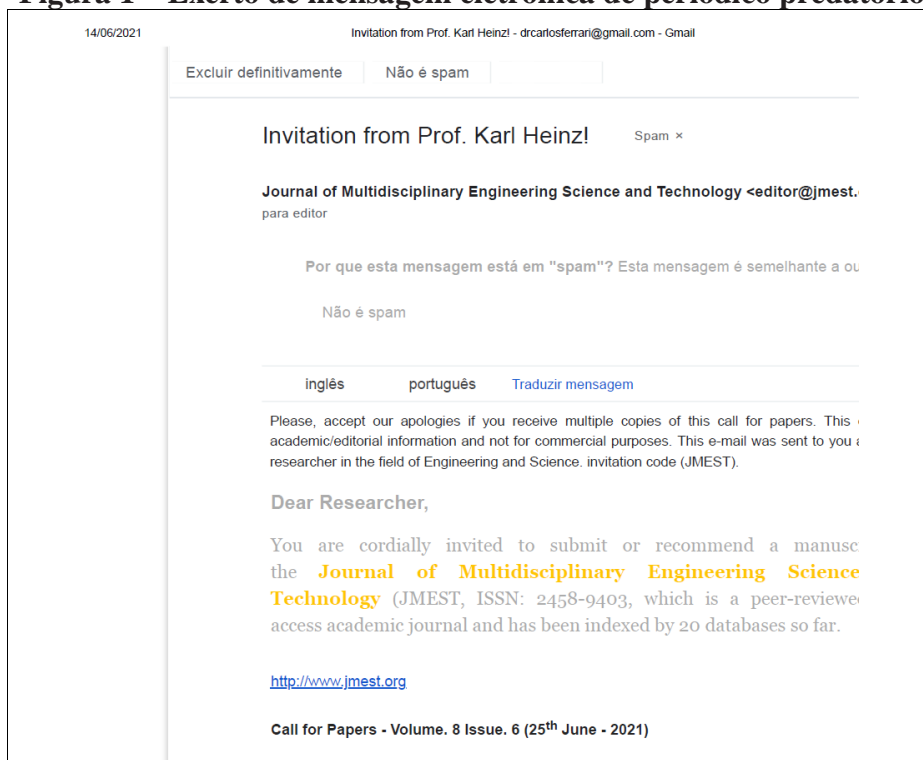 Figura 1 – Exerto de mensagem eletrônica de periódico predatório
14/06/2021 Invitation from Prof. Karl Heinz! - drcarlosferrari@gmail.com - Gmail
Excluir definitivamente Não é spam
Invitation from Prof. Karl Heinz! Spam ×
Journal of Multidisciplinary Engineering Science and Technology <editor@jmest.
para editor
Por que esta mensagem está em "spam"? Esta mensagem é semelhante a ou
Não é spam
inglês português Traduzir mensagem
Please, accept our apologies if you receive multiple copies of this call for papers. This
academic/editorial information and not for commercial purposes. This e-mail was sent to you
researcher in the field of Engineering and Science. invitation code (JMEST).
Dear Researcher,
You are cordially invited to submit or recommend a manusc
the Journal of Multidisciplinary Engineering Science
Technology (JMEST, ISSN: 2458-9403, which is a peer-reviewe
access academic journal and has been indexed by 20 databases so far.
http://www.jmest.org
Call for Papers - Volume. 8 Issue. 6 (25th June - 2021)